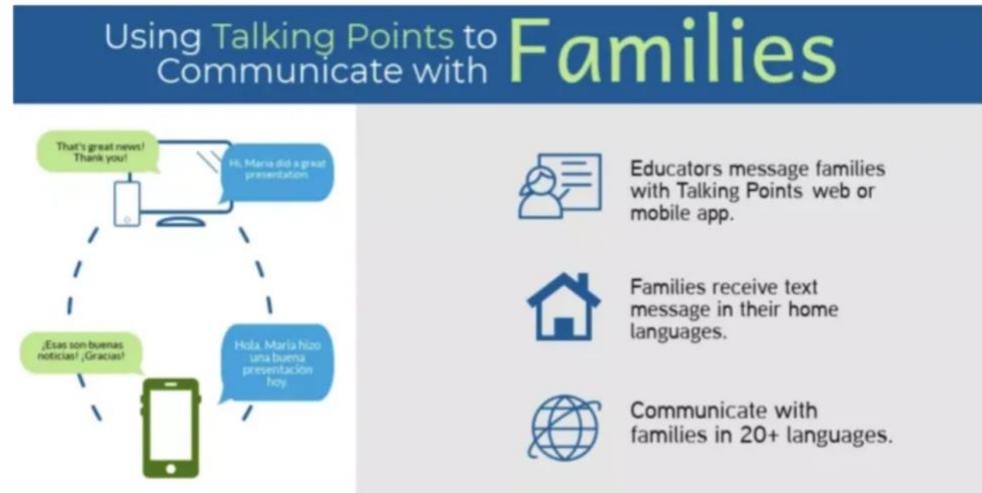 Using Talking Points to
Communicate with
Families
That's great news!
Thank you!
Hi, Maria did a great
presentation
¡Esas son buenas
noticias! ¡Gracias!
Hola, Maria hizo
una buena
presentación
hoy.
Educators message families
with Talking Points web or
mobile app.
Families receive text
message in their home
languages.
Communicate with
families in 20+ languages.